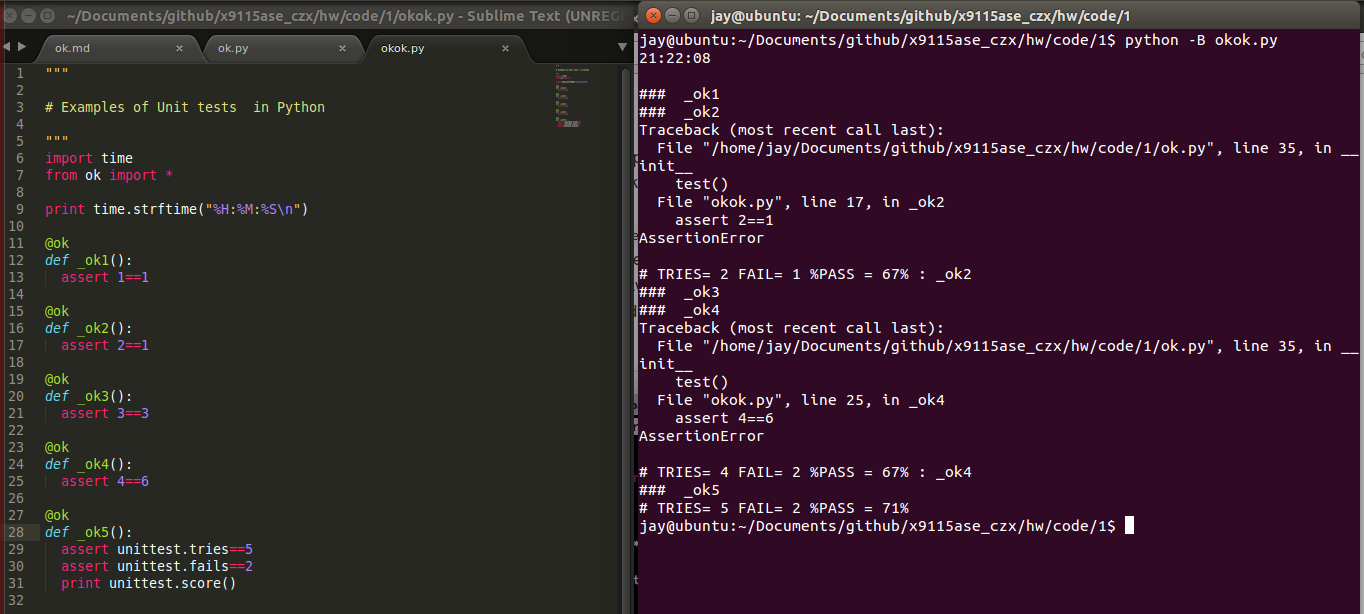 ~/Documents/github/x9115ase_czx/hw/code/1/okok.py - Sublime Text (UNREG
ok.md
ok.py
okok.py
1 """
2
3 # Examples of Unit tests  in Python
4
5 """
6 import time
7 from ok import *
8
9 print time.strftime("%H:%M:%S\n")
10
11 @ok
12 def _ok1():
13   assert 1==1
14
15 @ok
16 def _ok2():
17   assert 2==1
18
19 @ok
20 def _ok3():
21   assert 3==3
22
23 @ok
24 def _ok4():
25   assert 4==6
26
27 @ok
28 def _ok5():
29   assert unittest.tries==5
30   assert unittest.fails==2
31   print unittest.score()
32
jay@ubuntu: ~/Documents/github/x9115ase_czx/hw/code/1
jay@ubuntu:~/Documents/github/x9115ase_czx/hw/code/1$ python -B okok.py
21:22:08

###  _ok1
###  _ok2
Traceback (most recent call last):
  File "/home/jay/Documents/github/x9115ase_czx/hw/code/1/ok.py", line 35, in __
init__
    test()
  File "okok.py", line 17, in _ok2
    assert 2==1
AssertionError

# TRIES= 2 FAIL= 1 %PASS = 67% : _ok2
###  _ok3
###  _ok4
Traceback (most recent call last):
  File "/home/jay/Documents/github/x9115ase_czx/hw/code/1/ok.py", line 35, in __
init__
    test()
  File "okok.py", line 25, in _ok4
    assert 4==6
AssertionError

# TRIES= 4 FAIL= 2 %PASS = 67% : _ok4
###  _ok5
# TRIES= 5 FAIL= 2 %PASS = 71%
jay@ubuntu:~/Documents/github/x9115ase_czx/hw/code/1$